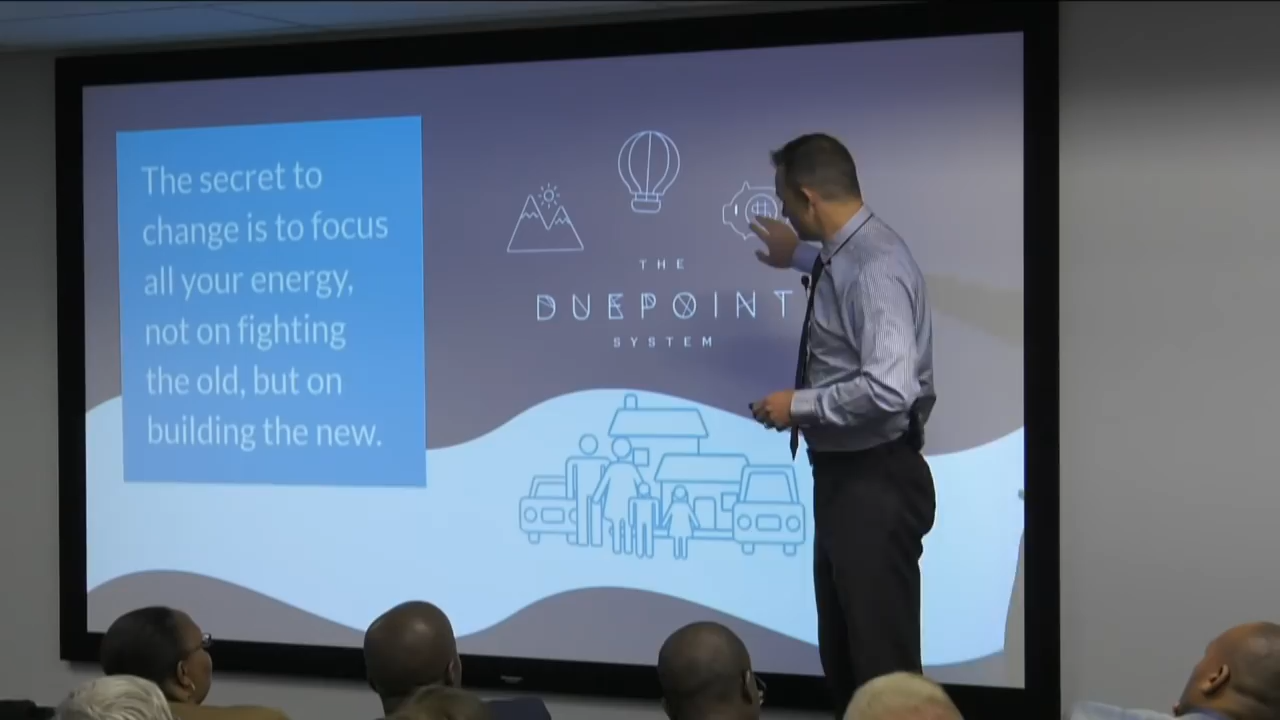 The secret to
change is to focus
all your energy,
not on fighting
the old, but on
building the new.
THE
DUEPOINT
SYSTEM